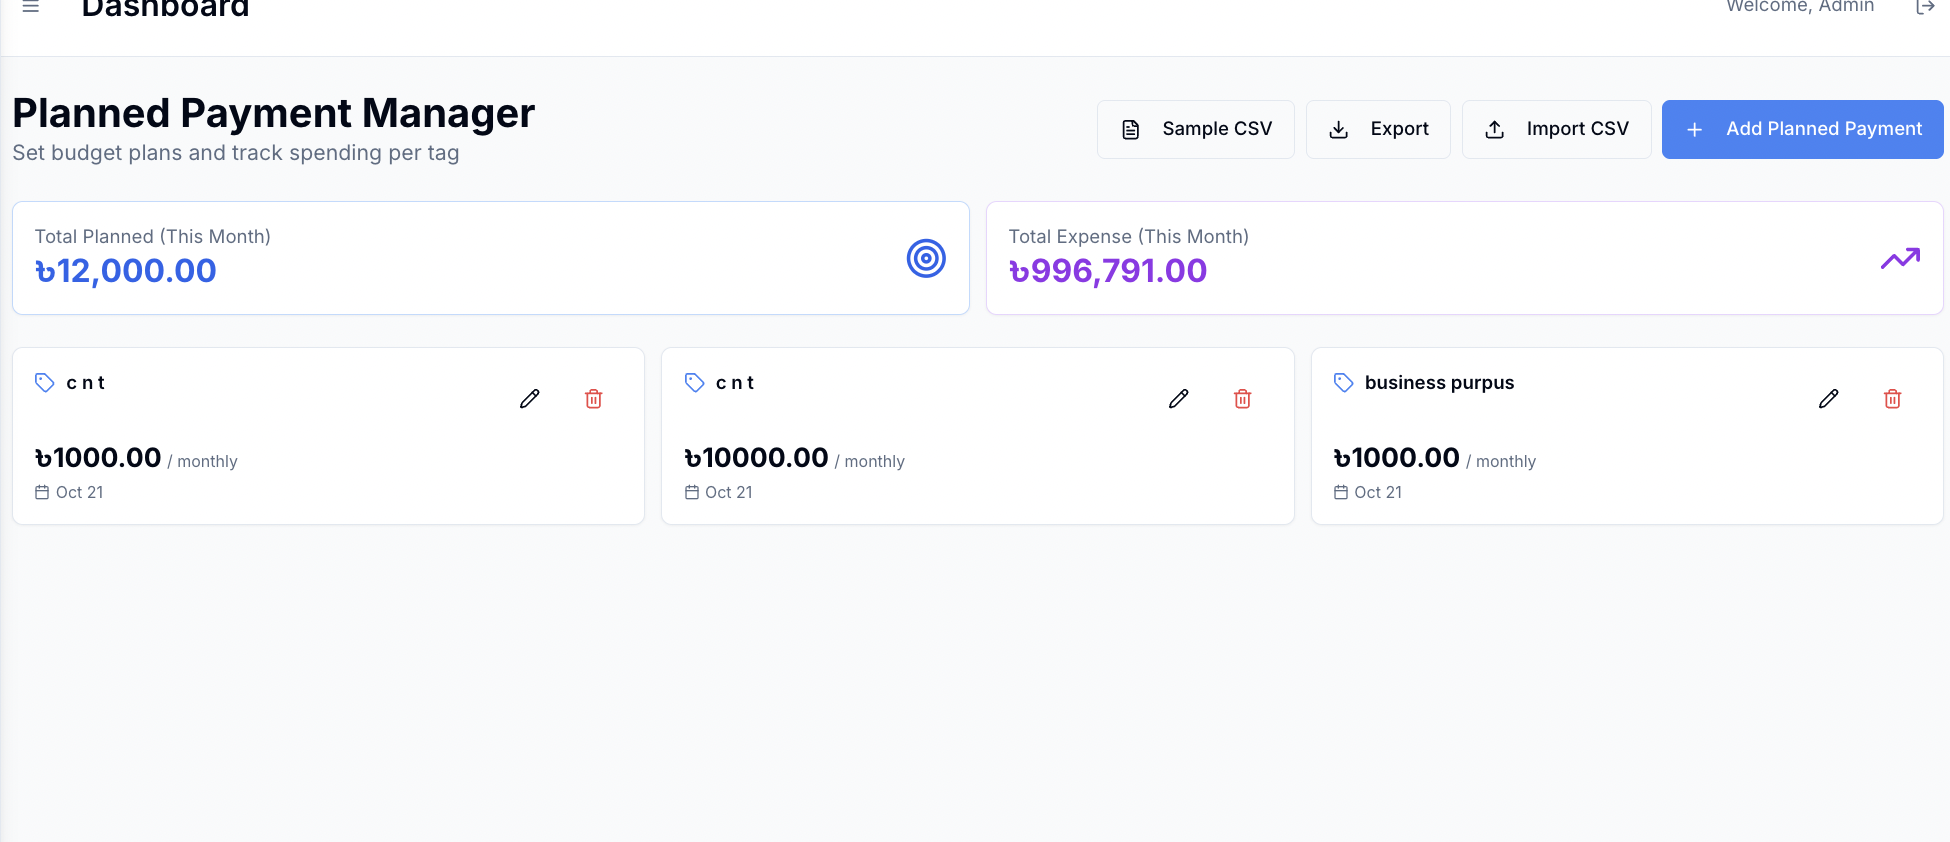 Dashboard
Welcome, Admin
Planned Payment Manager
Set budget plans and track spending per tag
Sample CSV
Export
Import CSV
Add Planned Payment
Total Planned (This Month)
৳12,000.00
Total Expense (This Month)
৳996,791.00
c n t
৳1000.00 / monthly
Oct 21
c n t
৳10000.00 / monthly
Oct 21
business purpus
৳1000.00 / monthly
Oct 21